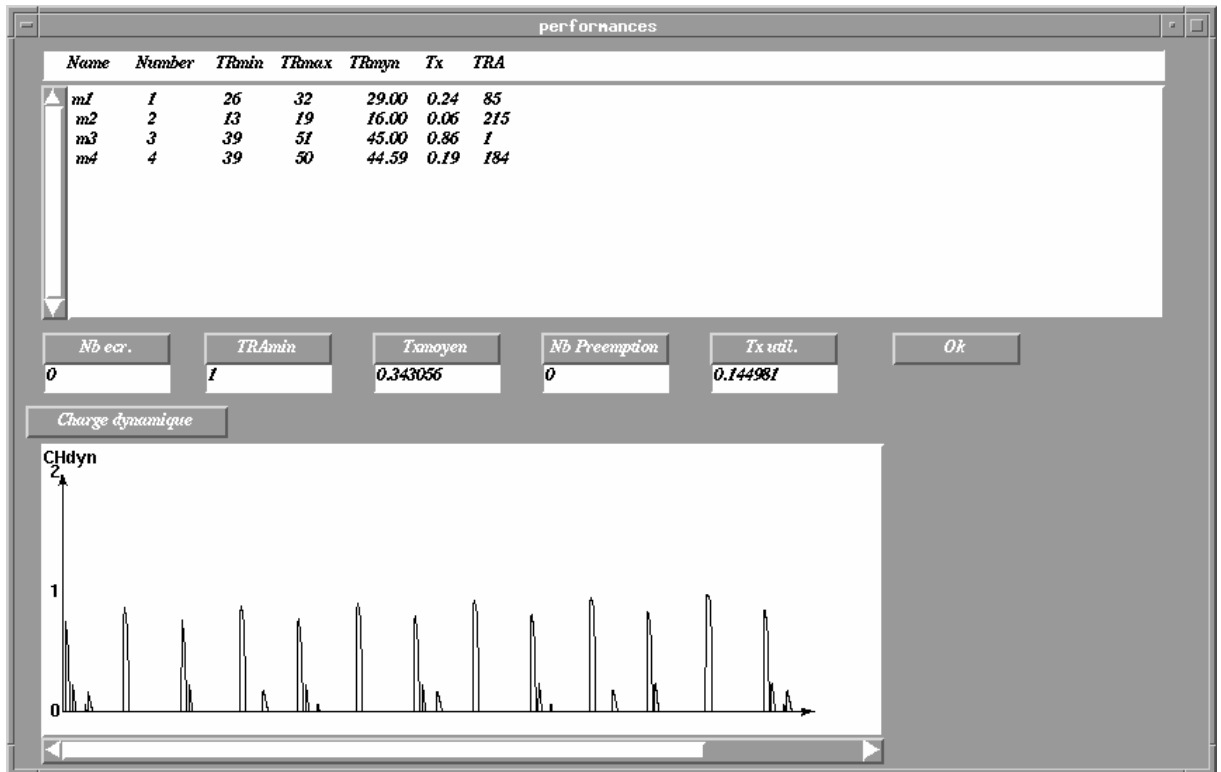 performances
Name Number TRmin TRmax TRmyn Tx TRA
m1 1 26 32 29.00 0.24 85
m2 2 13 19 16.00 0.06 215
m3 3 39 51 45.00 0.86 1
m4 4 39 50 44.59 0.19 184
Nb ecr. TRAmin Txmoyen Nb Preemption Tx util. Ok
0 1 0.343056 0 0.144981
Charge dynamique
CHdyn
2
1
0